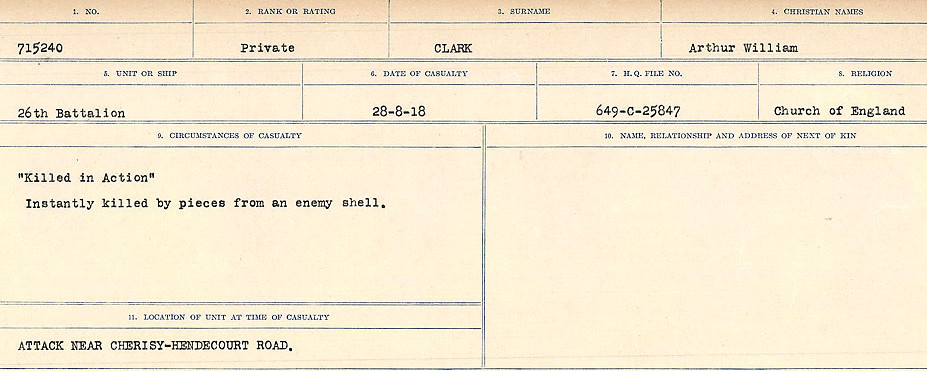 1. NO.
2. RANK OR RATING
3. SURNAME
4. CHRISTIAN NAMES
715240
Private
CLARK
Arthur William
5. UNIT OR SHIP
6. DATE OF CASUALTY
7. H.Q. FILE NO.
8. RELIGION
26th Battalion
28-8-18
649-C-25847
Church of England
9. CIRCUMSTANCES OF CASUALTY
10. NAME, RELATIONSHIP AND ADDRESS OF NEXT OF KIN
"Killed in Action"
Instantly killed by pieces from an enemy shell.
11. LOCATION OF UNIT AT TIME OF CASUALTY
ATTACK NEAR CHERISY-HENDECOURT ROAD.